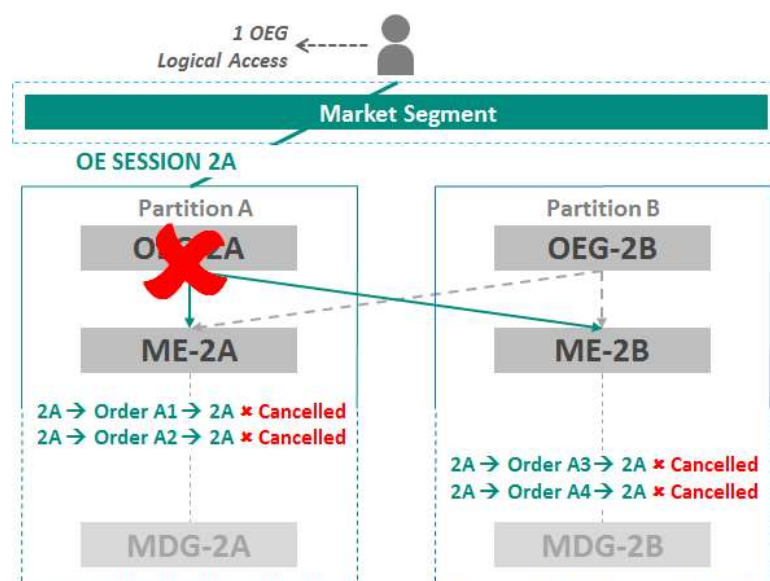 1 OEG
Logical Access
Market Segment
OE SESSION 2A
Partition A
Partition B
OEG-2B
ME-2A
ME-2B
2A → Order A1 → 2A ✖ Cancelled
2A → Order A2 → 2A ✖ Cancelled
2A → Order A3 → 2A ✖ Cancelled
2A → Order A4 → 2A ✖ Cancelled
MDG-2A
MDG-2B